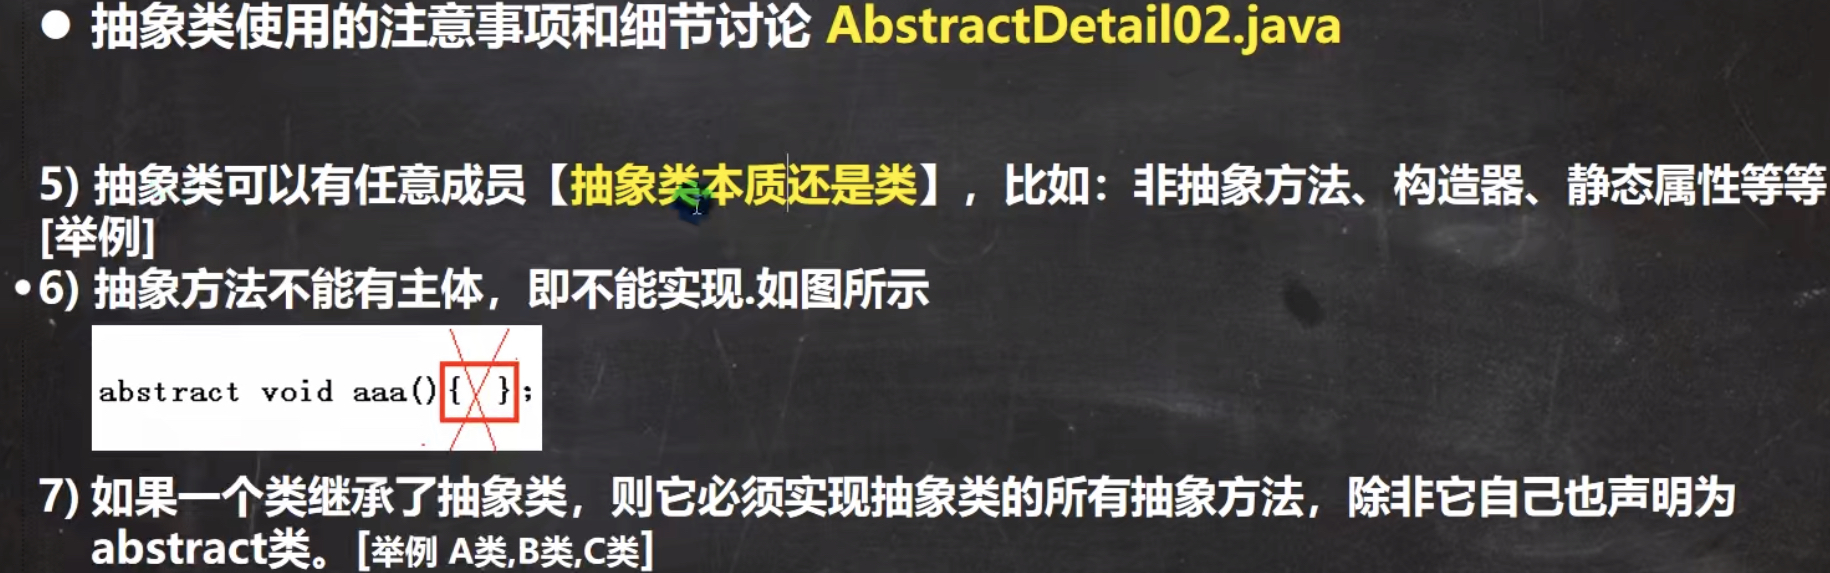 ● 抽象类使用的注意事项和细节讨论 AbstractDetail02.java
5) 抽象类可以有任意成员【抽象类本质还是类】，比如：非抽象方法、构造器、静态属性等等
[举例]
•6) 抽象方法不能有主体，即不能实现.如图所示
abstract void aaa(){ };
7) 如果一个类继承了抽象类，则它必须实现抽象类的所有抽象方法，除非它自己也声明为
abstract类。[举例 A类,B类,C类]